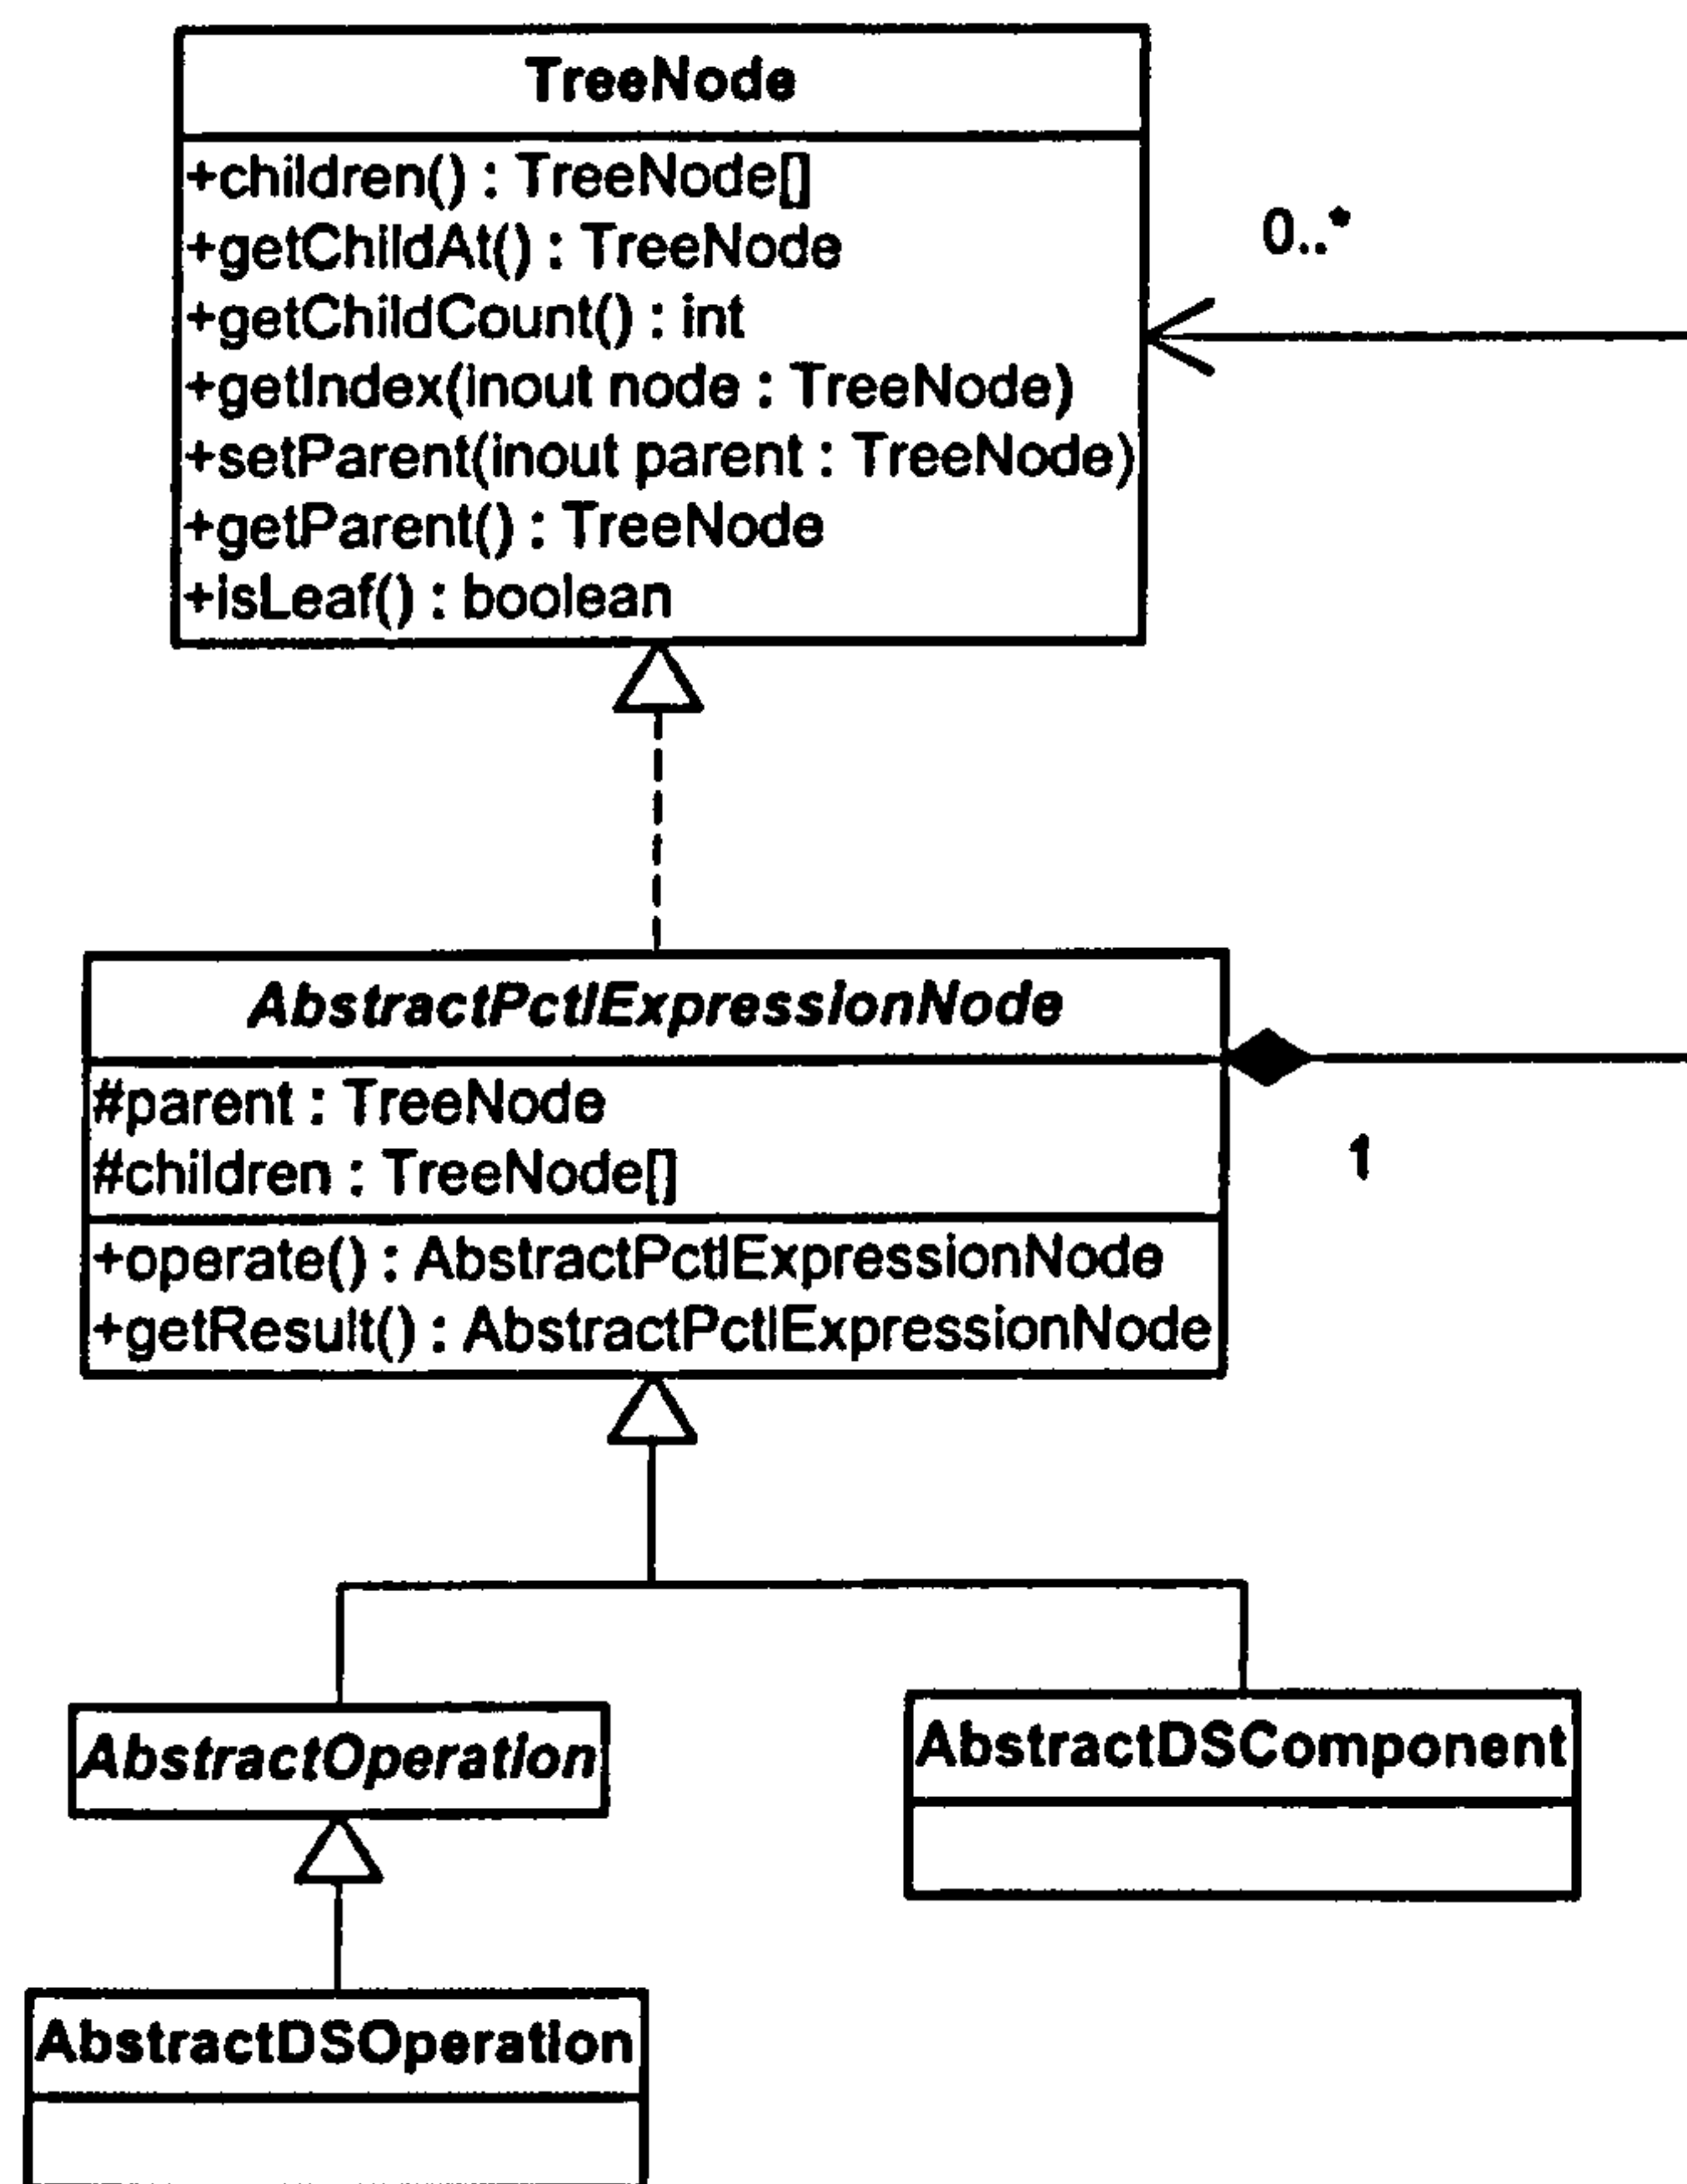 TreeNode
+children() : TreeNode[]
+getChildAt() : TreeNode
+getChildCount() : int
+getIndex(inout node : TreeNode)
+setParent(inout parent : TreeNode)
+getParent() : TreeNode
+isLeaf() : boolean
0..*
AbstractPctlExpressionNode
#parent : TreeNode
#children : TreeNode[]
+operate() : AbstractPctlExpressionNode
+getResult() : AbstractPctlExpressionNode
1
AbstractOperation
AbstractDSComponent
AbstractDSOperation